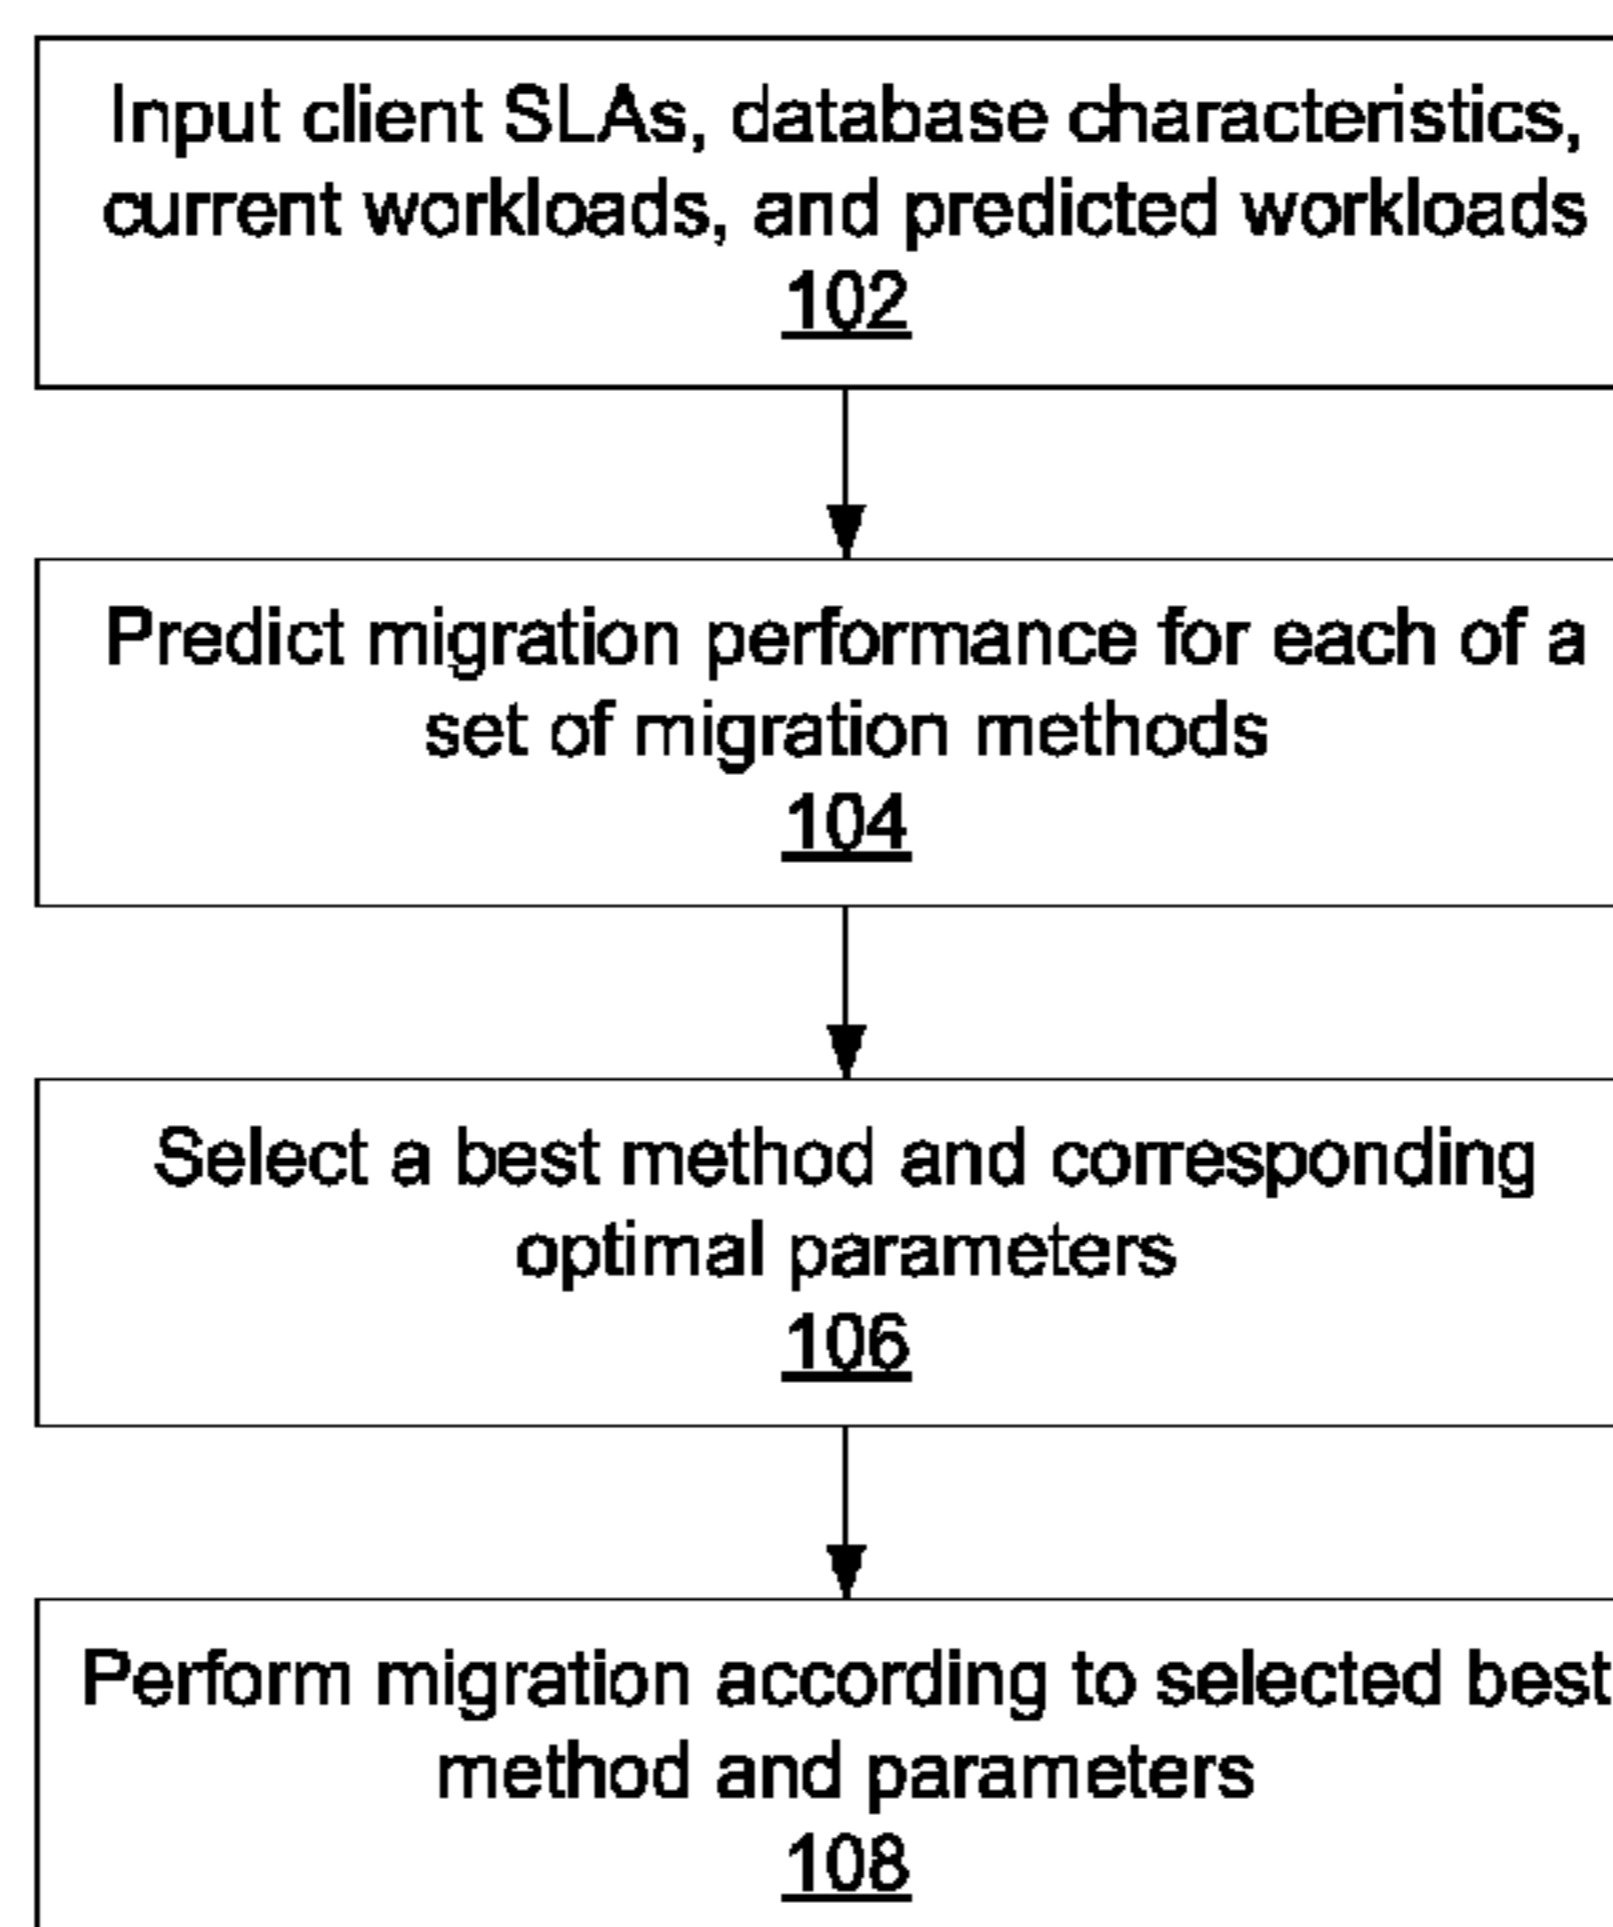 Input client SLAs, database characteristics,
current workloads, and predicted workloads
102
Predict migration performance for each of a
set of migration methods
104
Select a best method and corresponding
optimal parameters
106
Perform migration according to selected best
method and parameters
108